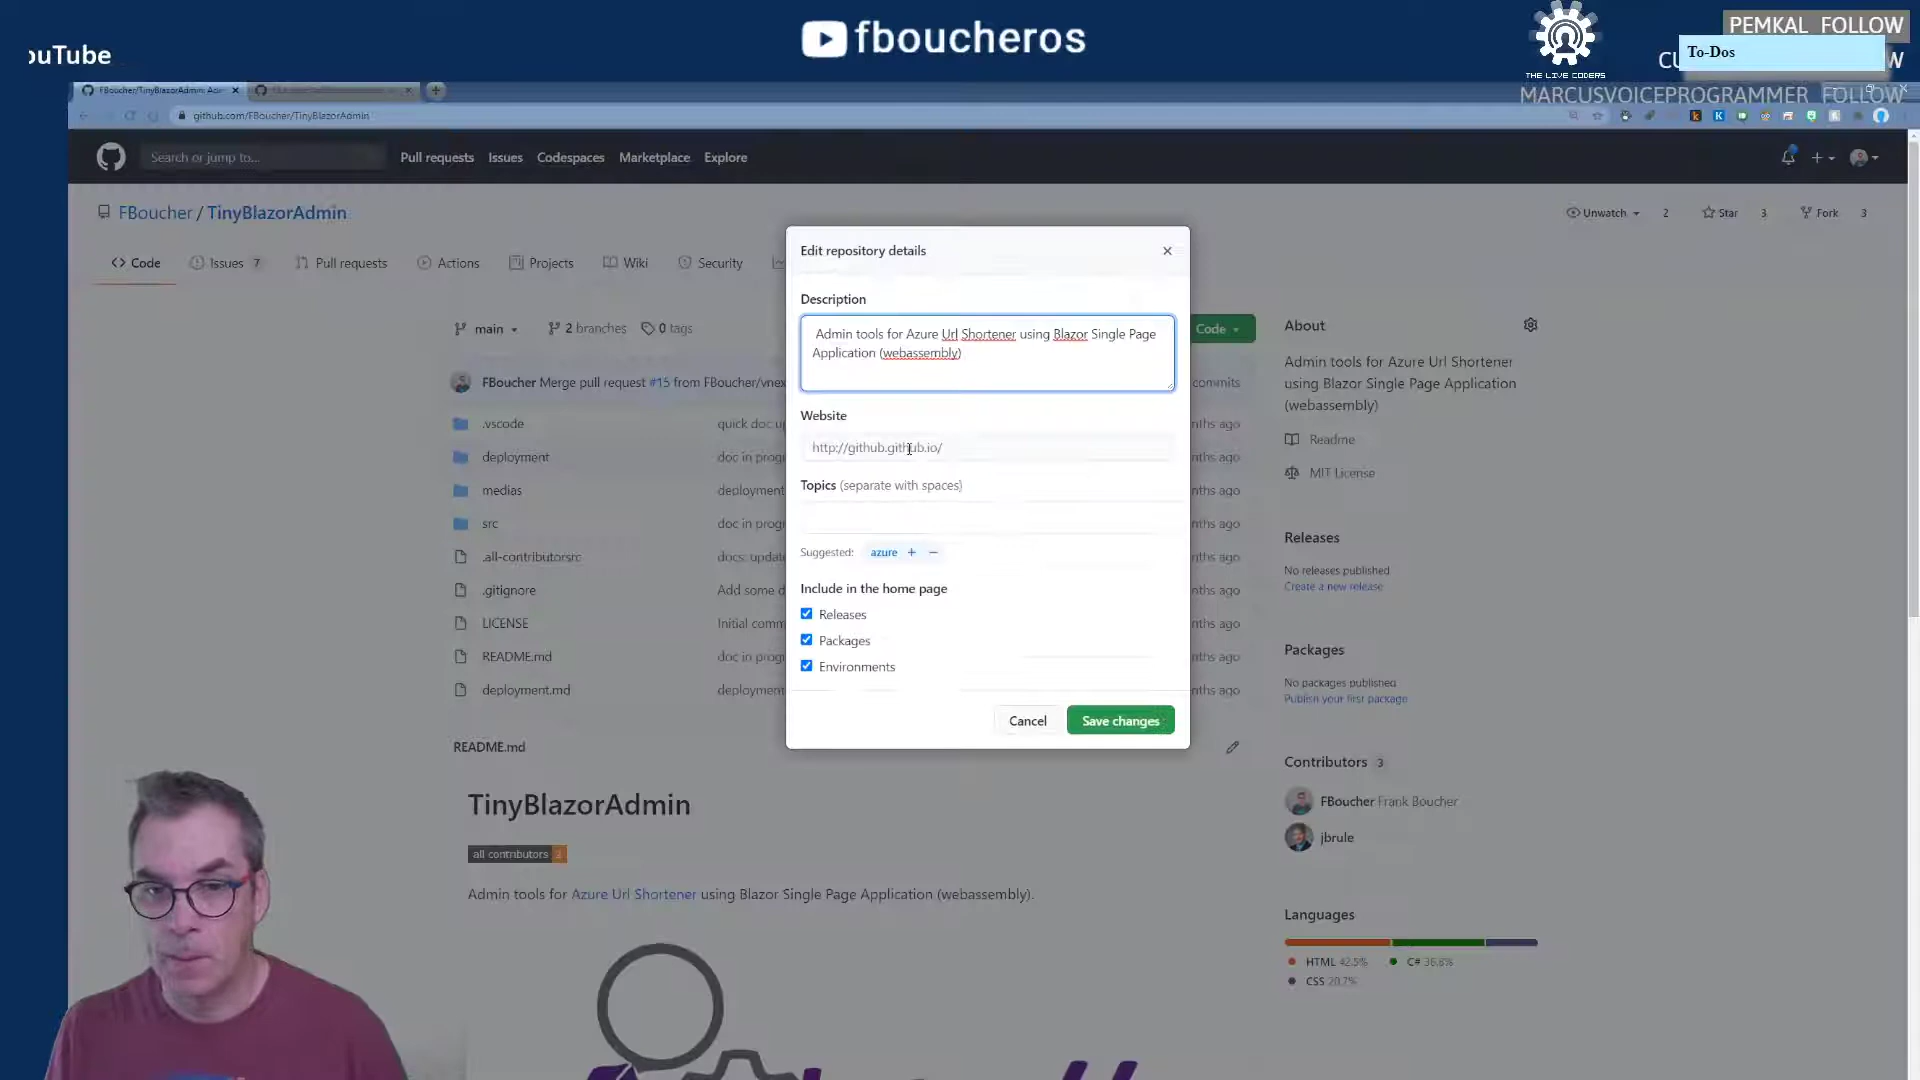 ouTube
fboucheros
THE LIVE CODERS
PEMKAL_FOLLOW
To-Dos
MARCUSVOICEPROGRAMMER FOLLOW
FBoucher/TinyBlazorAdmin: Azu
github.com/FBoucher/TinyBlazorAdmin
Search or jump to...
Pull requests
Issues
Codespaces
Marketplace
Explore
FBoucher / TinyBlazorAdmin
Unwatch 2
Star 3
Fork 3
Code
Issues 7
Pull requests
Actions
Projects
Wiki
Security
main
2 branches
0 tags
Code
FBoucher Merge pull request #15 from FBoucher/vnex
commits
.vscode quick doc up nths ago
deployment doc in prog nths ago
medias deployment nths ago
src doc in prog nths ago
.all-contributorsrc docs: update nths ago
.gitignore Add some d nths ago
LICENSE Initial comm nths ago
README.md doc in prog nths ago
deployment.md deployment nths ago
README.md
TinyBlazorAdmin
all contributors 3
Admin tools for Azure Url Shortener using Blazor Single Page Application (webassembly).
Edit repository details
Description
Admin tools for Azure Url Shortener using Blazor Single Page
Application (webassembly)
Website
http://github.github.io/
Topics (separate with spaces)
Suggested: azure + −
Include in the home page
Releases
Packages
Environments
Cancel
Save changes
About
Admin tools for Azure Url Shortener
using Blazor Single Page Application
(webassembly)
Readme
MIT License
Releases
No releases published
Create a new release
Packages
No packages published
Publish your first package
Contributors 3
FBoucher Frank Boucher
jbrule
Languages
HTML 42.5%
C# 36.8%
CSS 20.7%